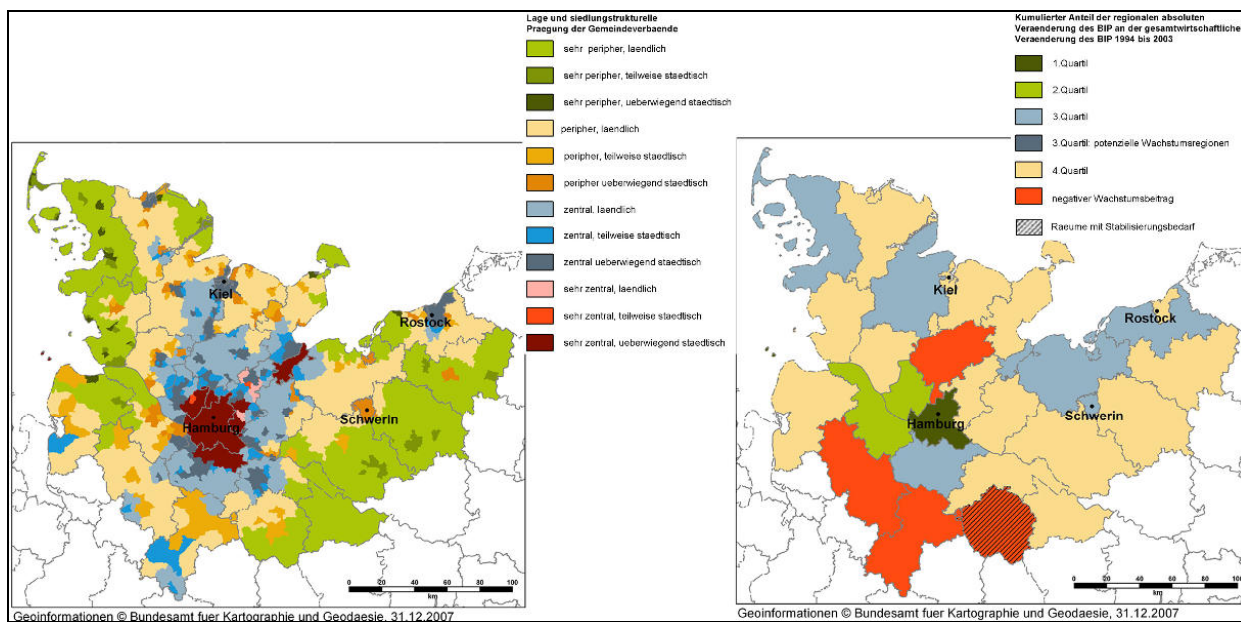 Lage und siedlungsstrukturelle
Praegung der Gemeindeverbaende
sehr peripher, laendlich
sehr peripher, teilweise staedtisch
sehr peripher, ueberwiegend staedtisch
peripher, laendlich
peripher, teilweise staedtisch
peripher ueberwiegend staedtisch
zentral, laendlich
zentral, teilweise staedtisch
zentral ueberwiegend staedtisch
sehr zentral, laendlich
sehr zentral, teilweise staedtisch
sehr zentral, ueberwiegend staedtisch
Kiel
Rostock
Schwerin
Hamburg
0 20 40 60 80 100
km
Geoinformationen © Bundesamt fuer Kartographie und Geodaesie, 31.12.2007
Kumulierter Anteil der regionalen absoluten
Veraenderung des BIP an der gesamtwirtschaftliche
Veraenderung des BIP 1994 bis 2003
1.Quartil
2.Quartil
3.Quartil
3.Quartil: potenzielle Wachstumsregionen
4.Quartil
negativer Wachstumsbeitrag
Raeume mit Stabilisierungsbedarf
Kiel
Rostock
Schwerin
Hamburg
0 20 40 60 80 100
km
Geoinformationen © Bundesamt fuer Kartographie und Geodaesie, 31.12.2007